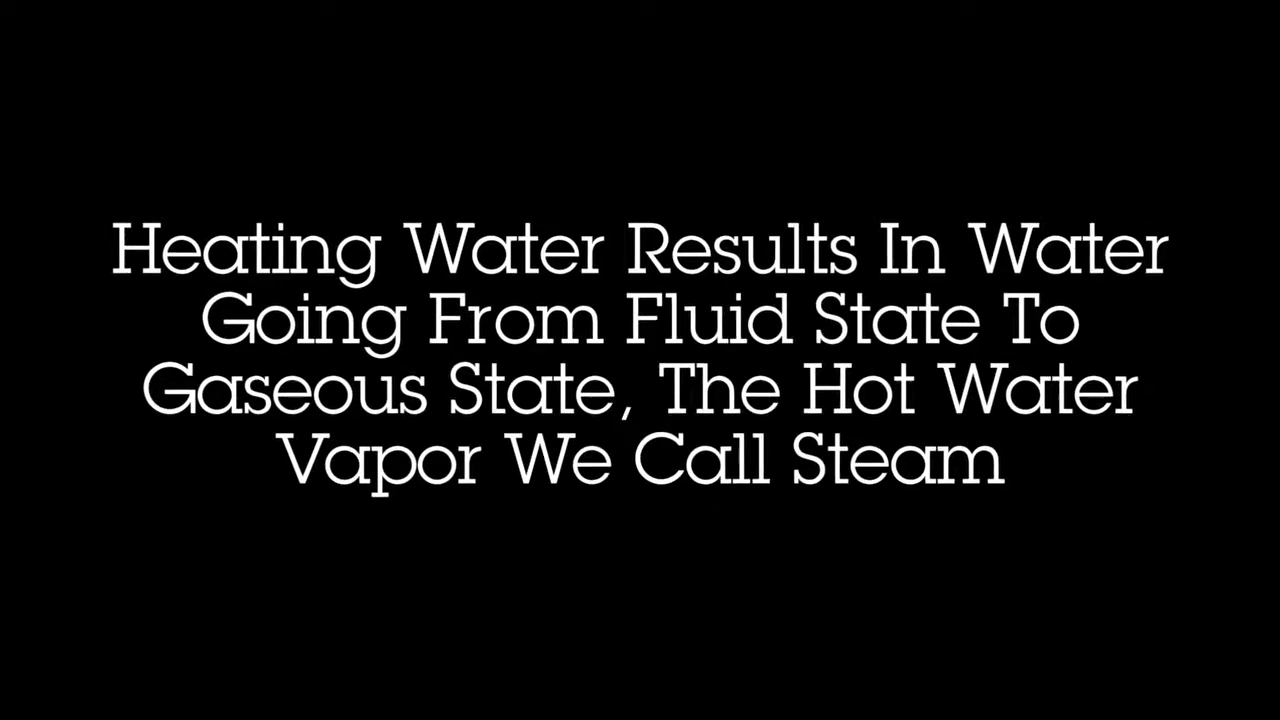 Heating Water Results In Water
Going From Fluid State To
Gaseous State, The Hot Water
Vapor We Call Steam